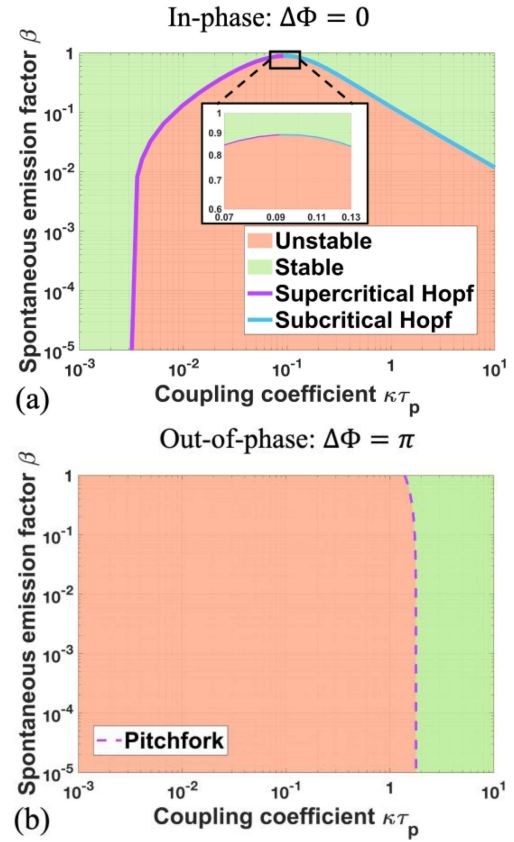 In-phase: ΔΦ = 0
Spontaneous emission factor β
1
10⁻¹
10⁻²
10⁻³
10⁻⁴
10⁻⁵
1
0.9
0.8
0.7
0.6
0.07 0.09 0.11 0.13
Unstable
Stable
Supercritical Hopf
Subcritical Hopf
10⁻³ 10⁻² 10⁻¹ 1 10¹
Coupling coefficient κτₚ
(a)
Out-of-phase: ΔΦ = π
Spontaneous emission factor β
1
10⁻¹
10⁻²
10⁻³
10⁻⁴
10⁻⁵
Pitchfork
10⁻³ 10⁻² 10⁻¹ 1 10¹
Coupling coefficient κτₚ
(b)